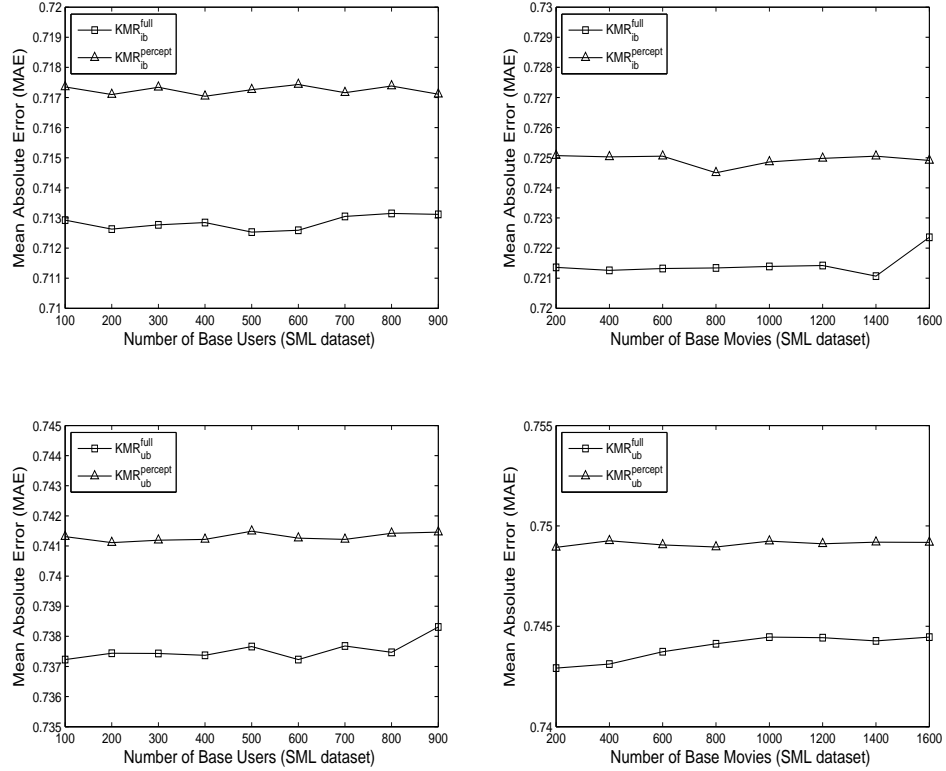 0.72
0.719
0.718
0.717
0.716
0.715
0.714
0.713
0.712
0.711
0.71
Mean Absolute Error (MAE)
KMR_ib^full
KMR_ib^percept
100 200 300 400 500 600 700 800 900
Number of Base Users (SML dataset)
0.73
0.729
0.728
0.727
0.726
0.725
0.724
0.723
0.722
0.721
0.72
Mean Absolute Error (MAE)
KMR_ib^full
KMR_ib^percept
200 400 600 800 1000 1200 1400 1600
Number of Base Movies (SML dataset)
0.745
0.744
0.743
0.742
0.741
0.74
0.739
0.738
0.737
0.736
0.735
Mean Absolute Error (MAE)
KMR_ub^full
KMR_ub^percept
100 200 300 400 500 600 700 800 900
Number of Base Users (SML dataset)
0.755
0.75
0.745
0.74
Mean Absolute Error (MAE)
KMR_ub^full
KMR_ub^percept
200 400 600 800 1000 1200 1400 1600
Number of Base Movies (SML dataset)